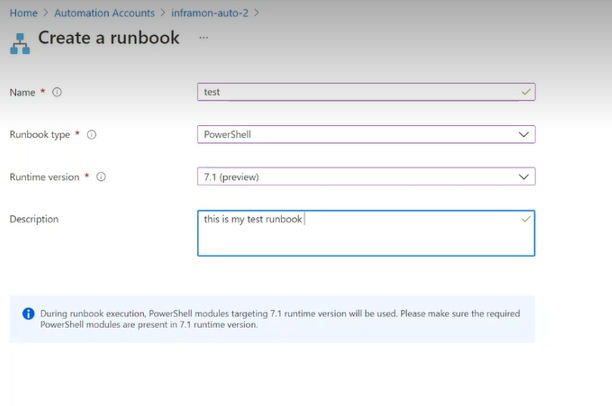 Home > Automation Accounts > inframon-auto-2 >
Create a runbook ...
Name *
test
Runbook type *
PowerShell
Runtime version *
7.1 (preview)
Description
this is my test runbook
During runbook execution, PowerShell modules targeting 7.1 runtime version will be used. Please make sure the required
PowerShell modules are present in 7.1 runtime version.